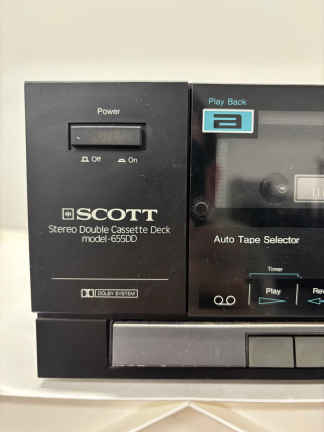 Play Back
a
Power
Off On
SCOTT
Stereo Double Cassette Deck
model-655DD
Auto Tape Selector
Timer
Play
DOLBY SYSTEM